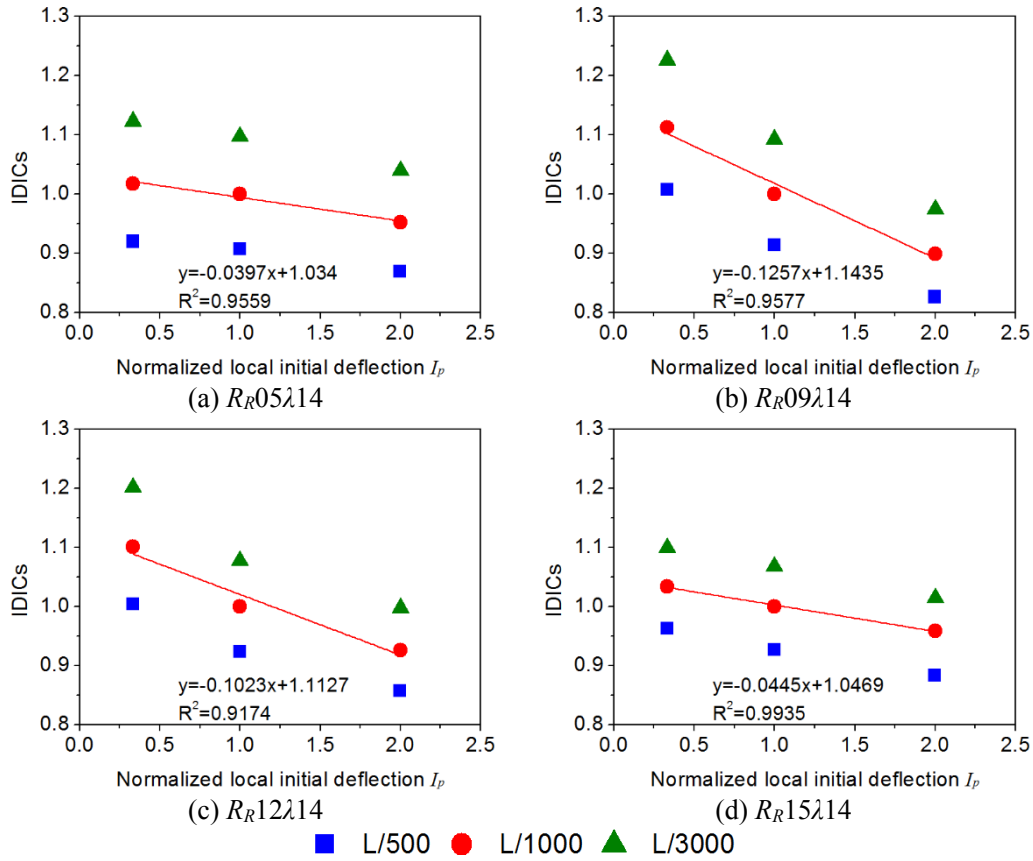 1.3
1.2
1.1
1.0
0.9
0.8
IDICs
y=-0.0397x+1.034
R²=0.9559
0.0 0.5 1.0 1.5 2.0 2.5
Normalized local initial deflection Iₚ
(a) R_R05λ14
1.3
1.2
1.1
1.0
0.9
0.8
IDICs
y=-0.1257x+1.1435
R²=0.9577
0.0 0.5 1.0 1.5 2.0 2.5
Normalized local initial deflection Iₚ
(b) R_R09λ14
1.3
1.2
1.1
1.0
0.9
0.8
IDICs
y=-0.1023x+1.1127
R²=0.9174
0.0 0.5 1.0 1.5 2.0 2.5
Normalized local initial deflection Iₚ
(c) R_R12λ14
1.3
1.2
1.1
1.0
0.9
0.8
IDICs
y=-0.0445x+1.0469
R²=0.9935
0.0 0.5 1.0 1.5 2.0 2.5
Normalized local initial deflection Iₚ
(d) R_R15λ14
L/500 L/1000 L/3000